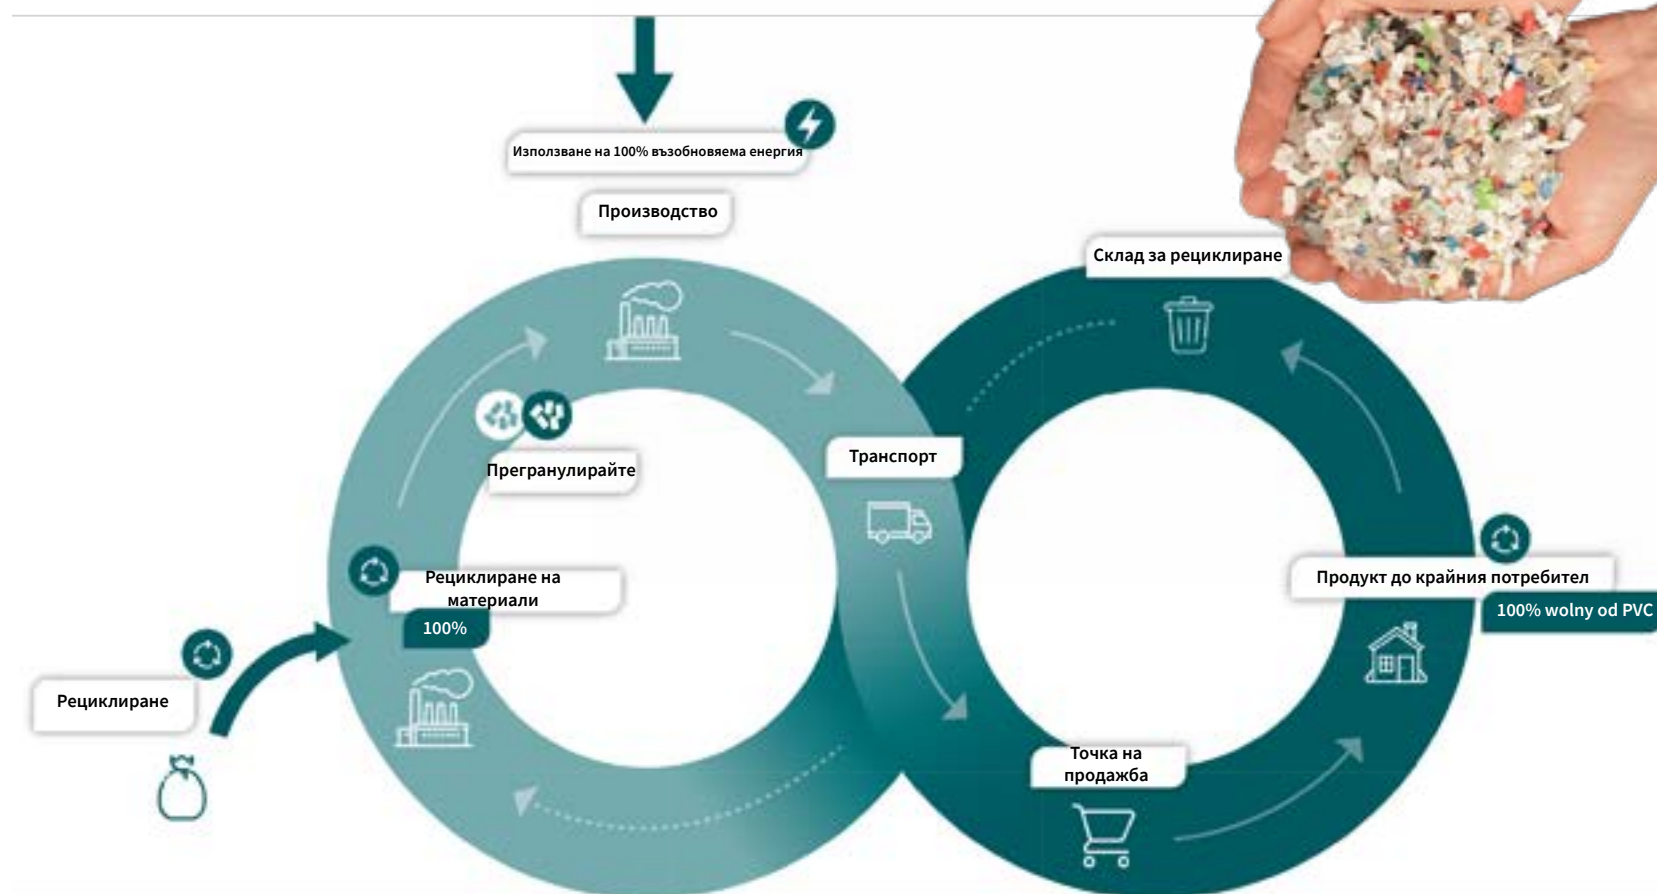 Използване на 100% възобновяема енергия
Производство
Склад за рециклиране
Транспорт
Прегранулирайте
Рециклиране на
материали
100%
Продукт до крайния потребител
100% wolny od PVC
Рециклиране
Точка на
продажба